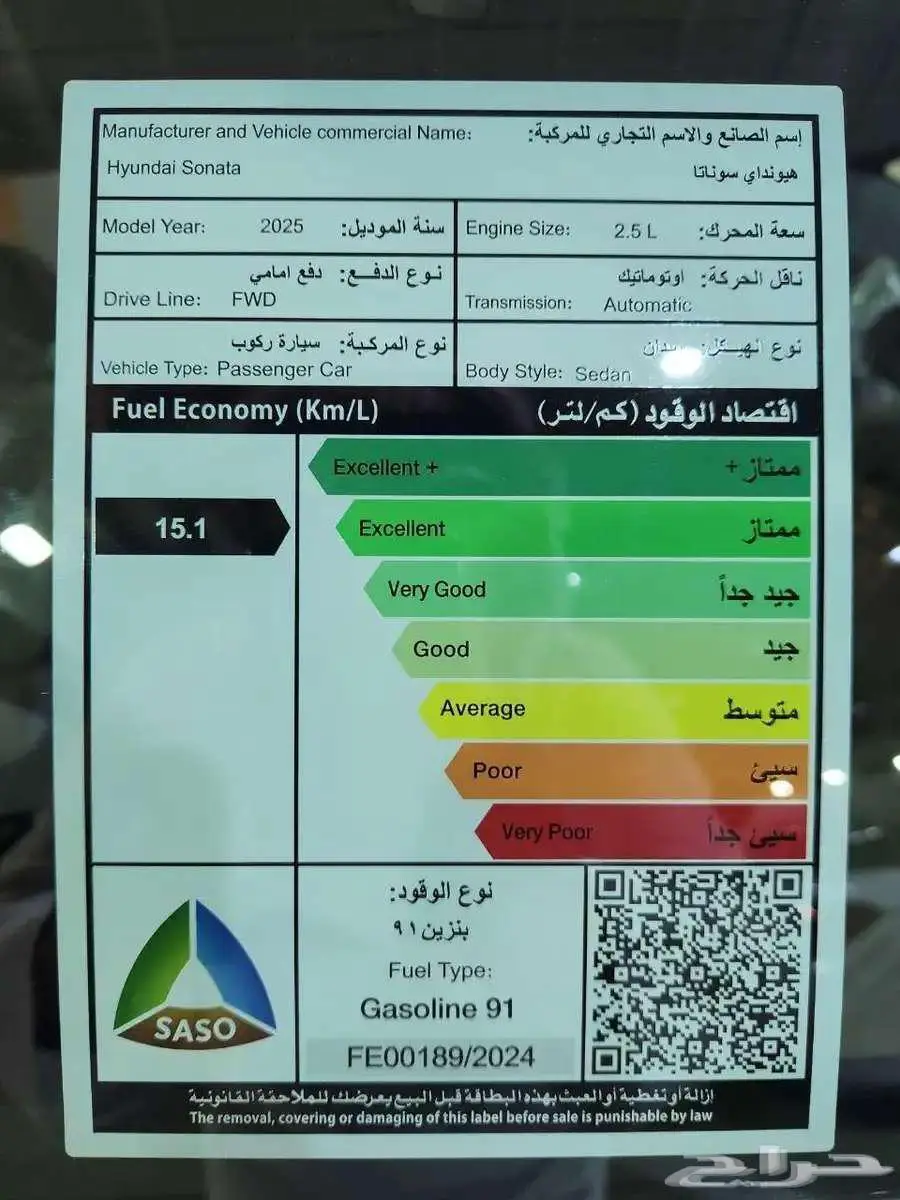 Manufacturer and Vehicle commercial Name: إسم الصانع والاسم التجاري للمركبة:
Hyundai Sonata هيونداي سوناتا
Model Year: 2025 سنة الموديل:
Engine Size: 2.5 L سعة المحرك:
نوع الدفع: دفع امامي
Drive Line: FWD
ناقل الحركة: اوتوماتيك
Transmission: Automatic
نوع المركبة: سيارة ركوب
Vehicle Type: Passenger Car
نوع الهيكل: سيدان
Body Style: Sedan
Fuel Economy (Km/L) اقتصاد الوقود (كم/لتر)
Excellent + ممتاز +
15.1
Excellent ممتاز
Very Good جيد جداً
Good جيد
Average متوسط
Poor سيئ
Very Poor سيئ جداً
SASO
نوع الوقود:
بنزين ٩١
Fuel Type:
Gasoline 91
FE00189/2024
إزالة أو تغطية أو العبث بهذه البطاقة قبل البيع يعرضك للملاحقة القانونية
The removal, covering or damaging of this label before sale is punishable by law
حراج